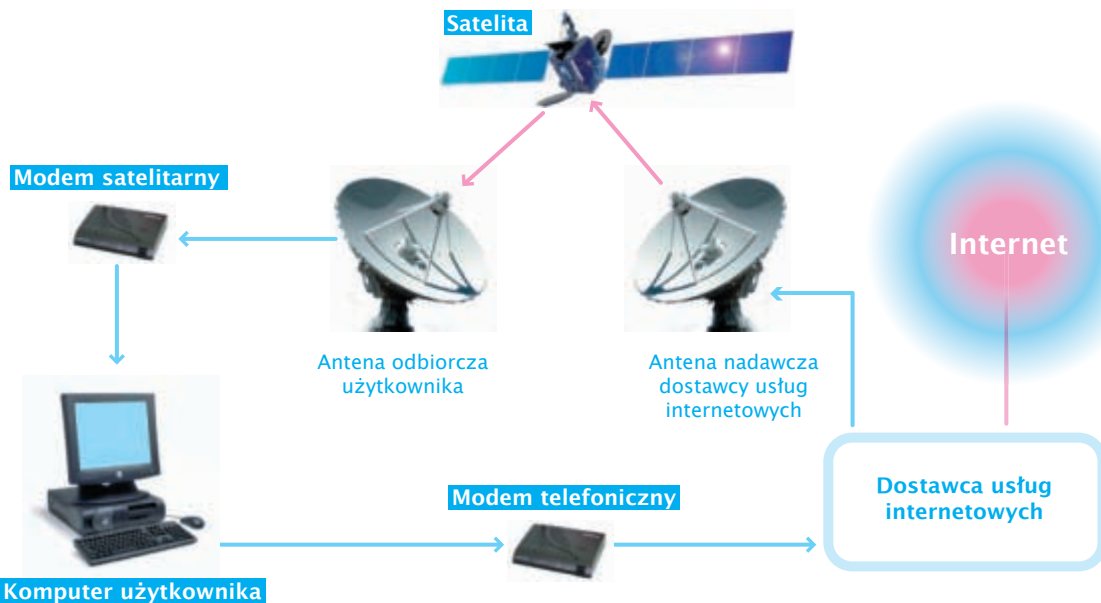 Satelita
Modem satelitarny
Internet
Antena odbiorcza
użytkownika
Antena nadawcza
dostawcy usług
internetowych
Modem telefoniczny
Dostawca usług
internetowych
Komputer użytkownika